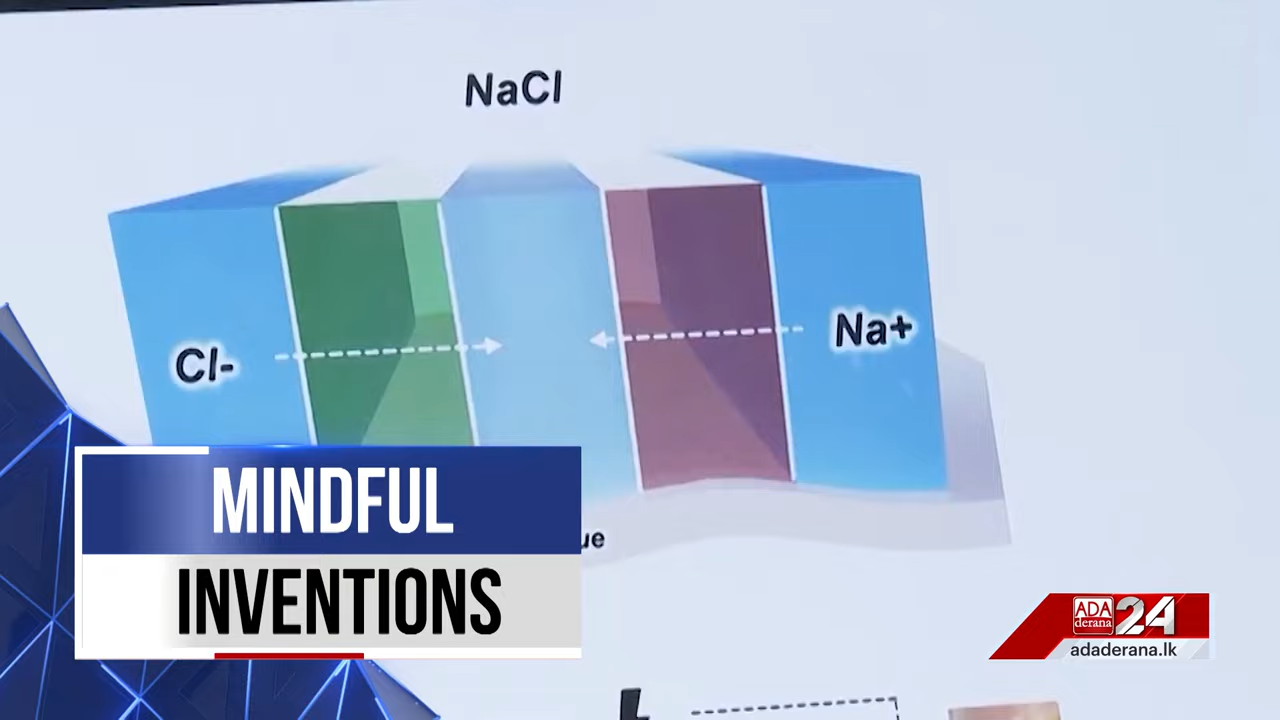 NaCl
Cl-
Na+
ue
MINDFUL
INVENTIONS
ADA
derana
24
adaderana.lk